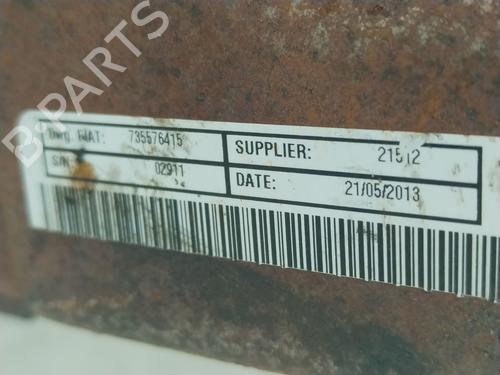 B-PARTS
Dwg. FIAT: 735576415
SUPPLIER: 21512
S/N: 02911
DATE: 21/05/2013